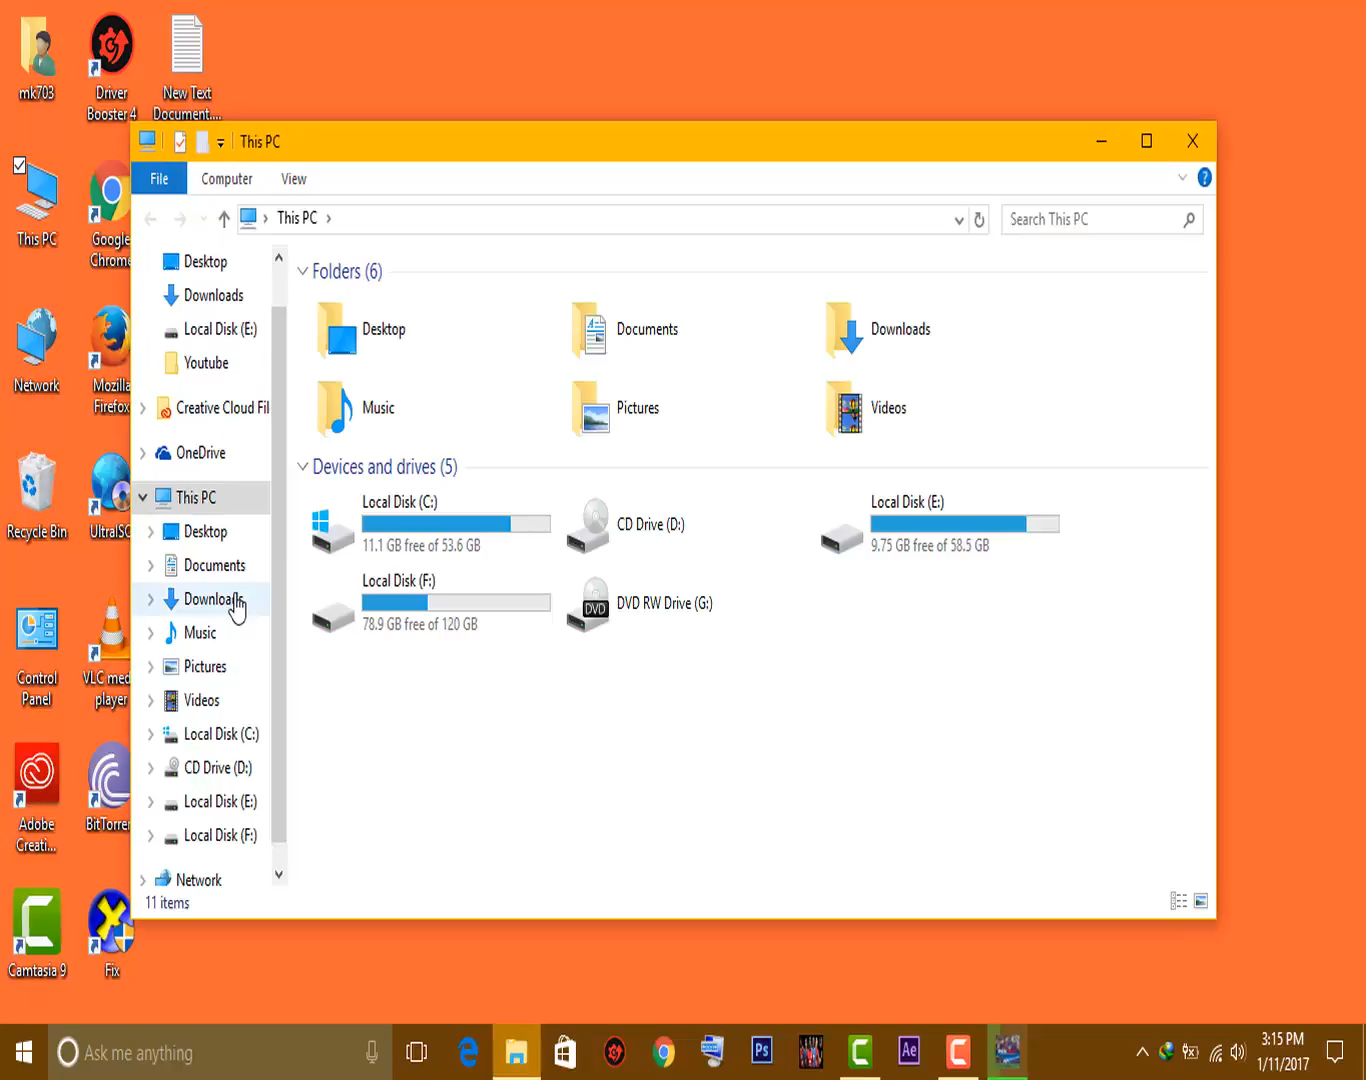 mk703
Driver
Booster 4
New Text
Document....
This PC
Google
Chrome
Network
Mozilla
Firefox
Recycle Bin
UltraISO
Control
Panel
VLC med
player
Adobe
Creati...
BitTorre
Camtasia 9
Fix
This PC
File
Computer
View
This PC
Search This PC
Desktop
Downloads
Local Disk (E:)
Youtube
Creative Cloud Fil
OneDrive
This PC
Desktop
Documents
Downloads
Music
Pictures
Videos
Local Disk (C:)
CD Drive (D:)
Local Disk (E:)
Local Disk (F:)
Network
11 items
Folders (6)
Desktop
Documents
Downloads
Music
Pictures
Videos
Devices and drives (5)
Local Disk (C:)
11.1 GB free of 53.6 GB
CD Drive (D:)
Local Disk (E:)
9.75 GB free of 58.5 GB
Local Disk (F:)
78.9 GB free of 120 GB
DVD
DVD RW Drive (G:)
Ask me anything
Ps
Ae
3:15 PM
1/11/2017